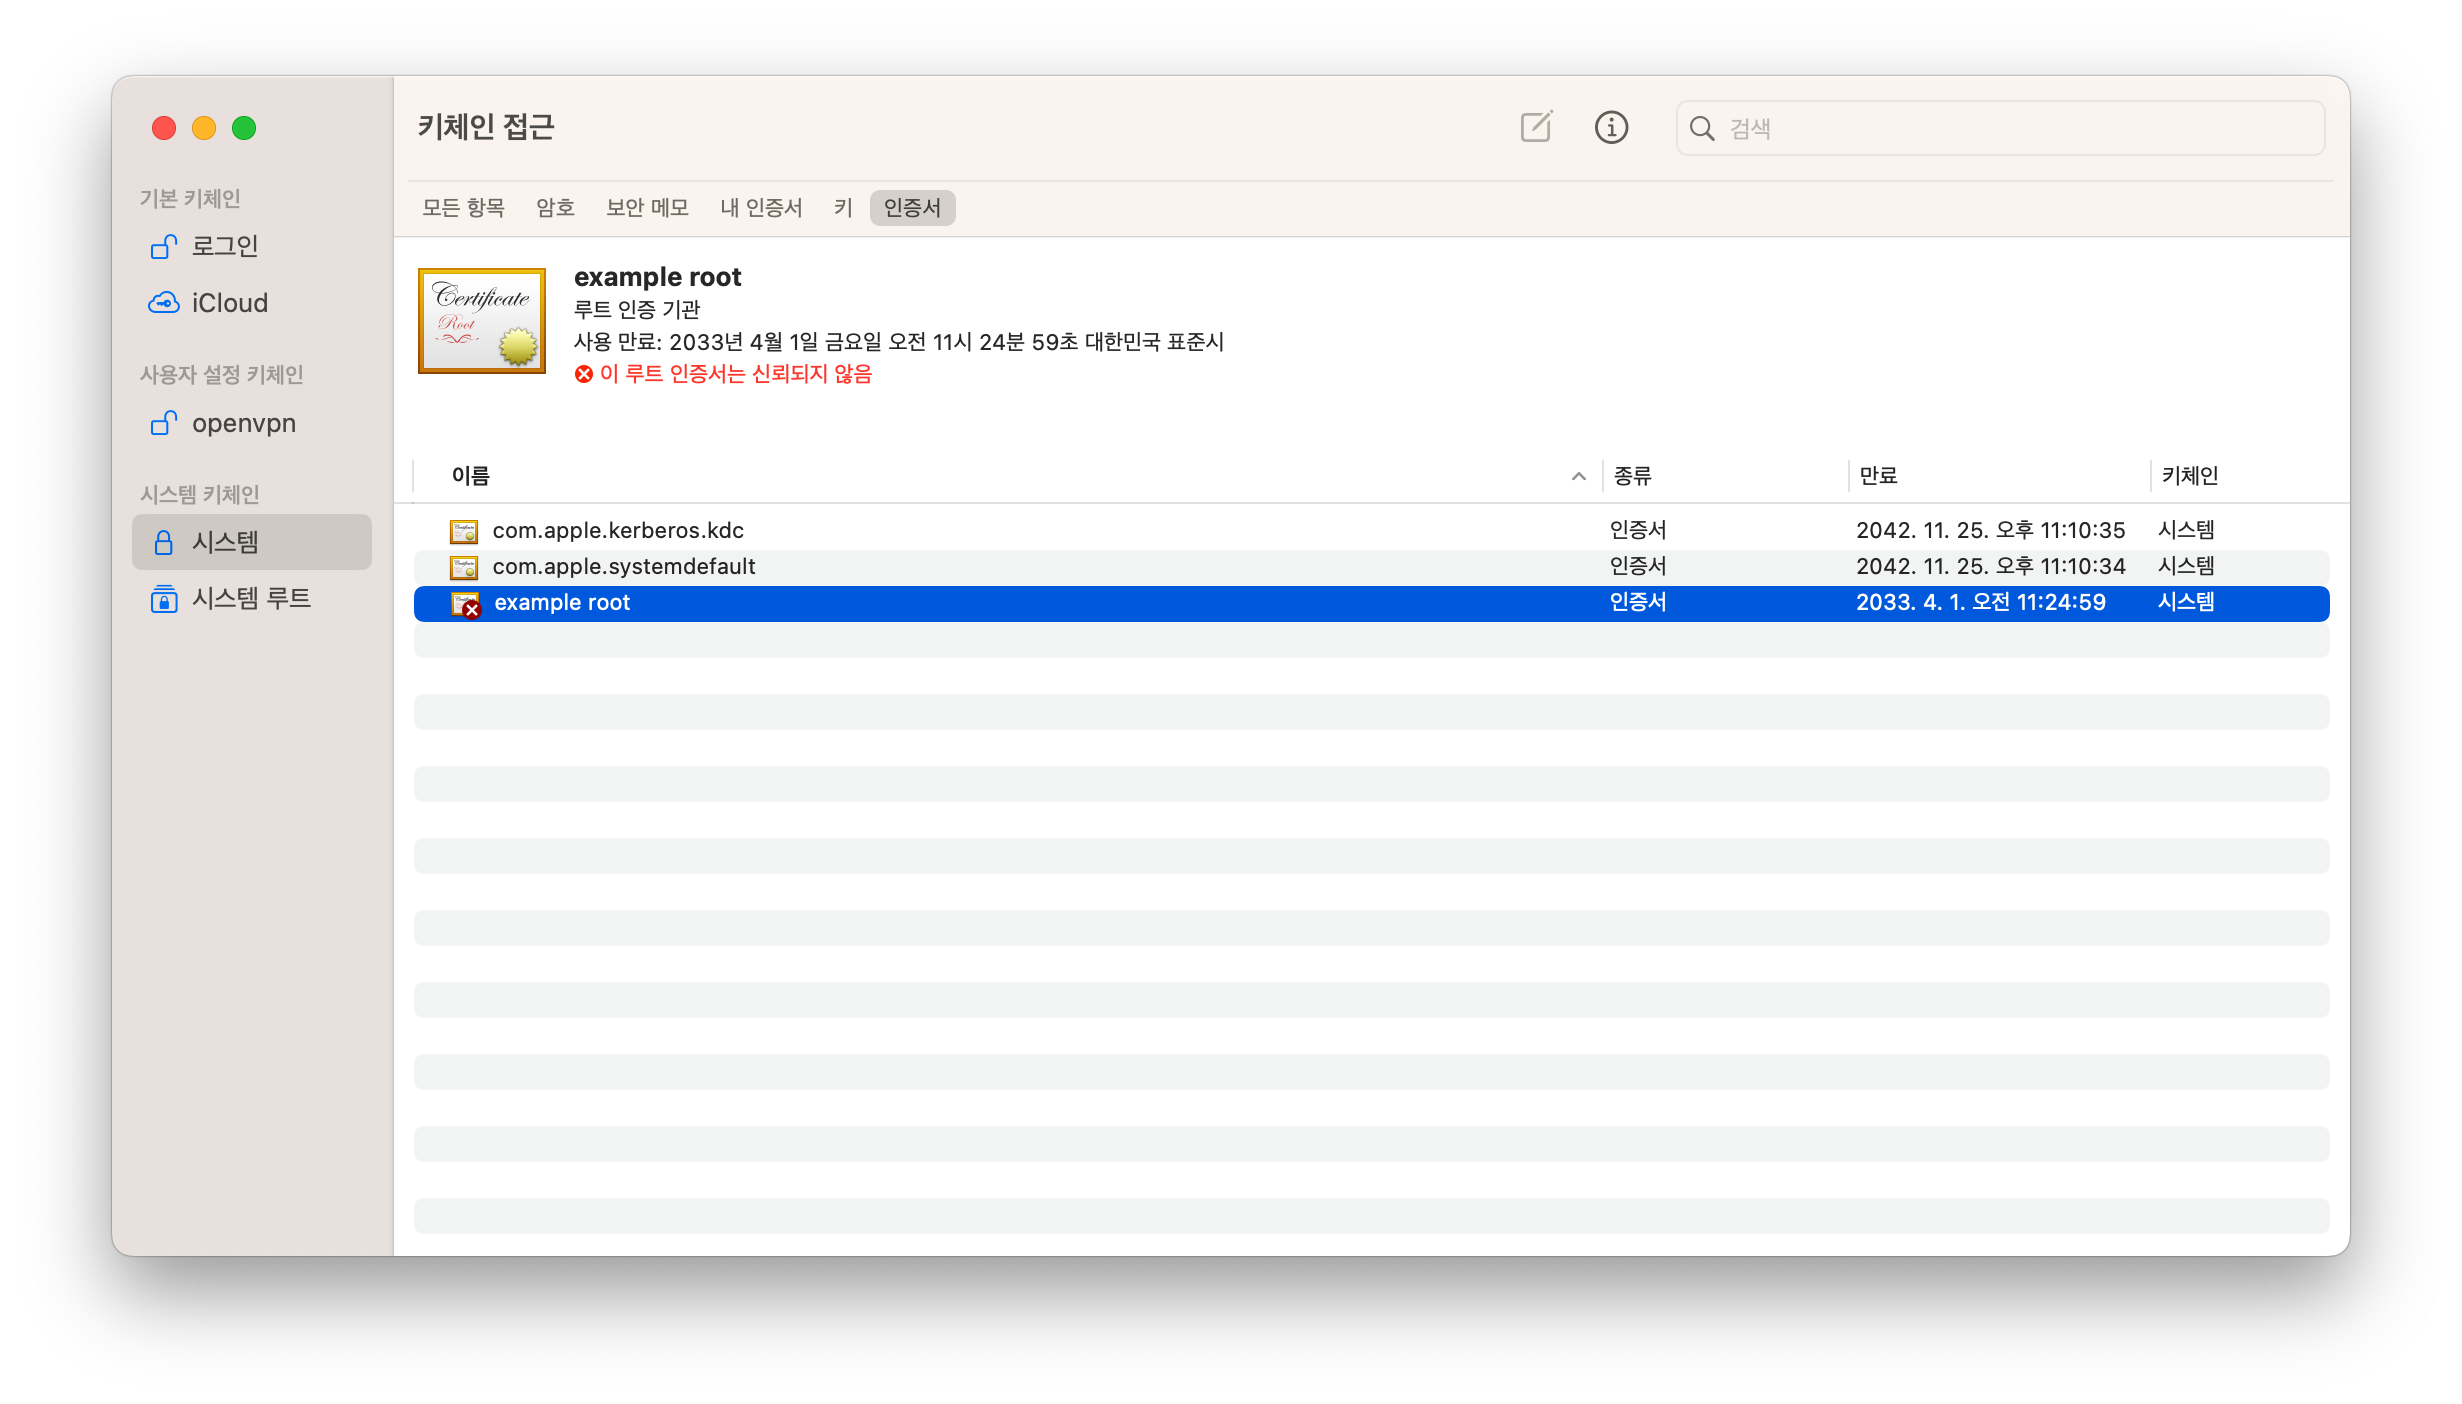 키체인 접근
검색
기본 키체인
로그인
iCloud
사용자 설정 키체인
openvpn
시스템 키체인
시스템
시스템 루트
모든 항목 암호 보안 메모 내 인증서 키 인증서
Certificate
Root
example root
루트 인증 기관
사용 만료: 2033년 4월 1일 금요일 오전 11시 24분 59초 대한민국 표준시
이 루트 인증서는 신뢰되지 않음
이름 종류 만료 키체인
com.apple.kerberos.kdc 인증서 2042. 11. 25. 오후 11:10:35 시스템
com.apple.systemdefault 인증서 2042. 11. 25. 오후 11:10:34 시스템
example root 인증서 2033. 4. 1. 오전 11:24:59 시스템